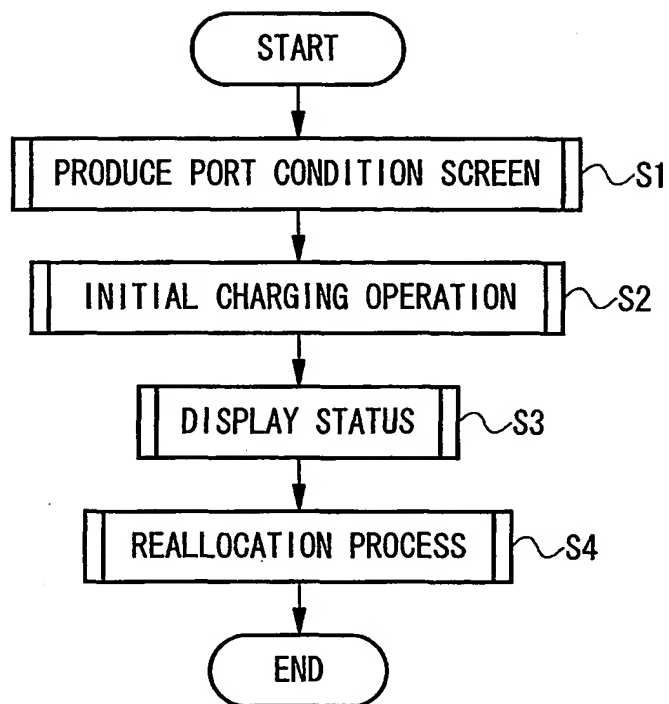 START
PRODUCE PORT CONDITION SCREEN
S1
INITIAL CHARGING OPERATION
S2
DISPLAY STATUS
S3
REALLOCATION PROCESS
S4
END